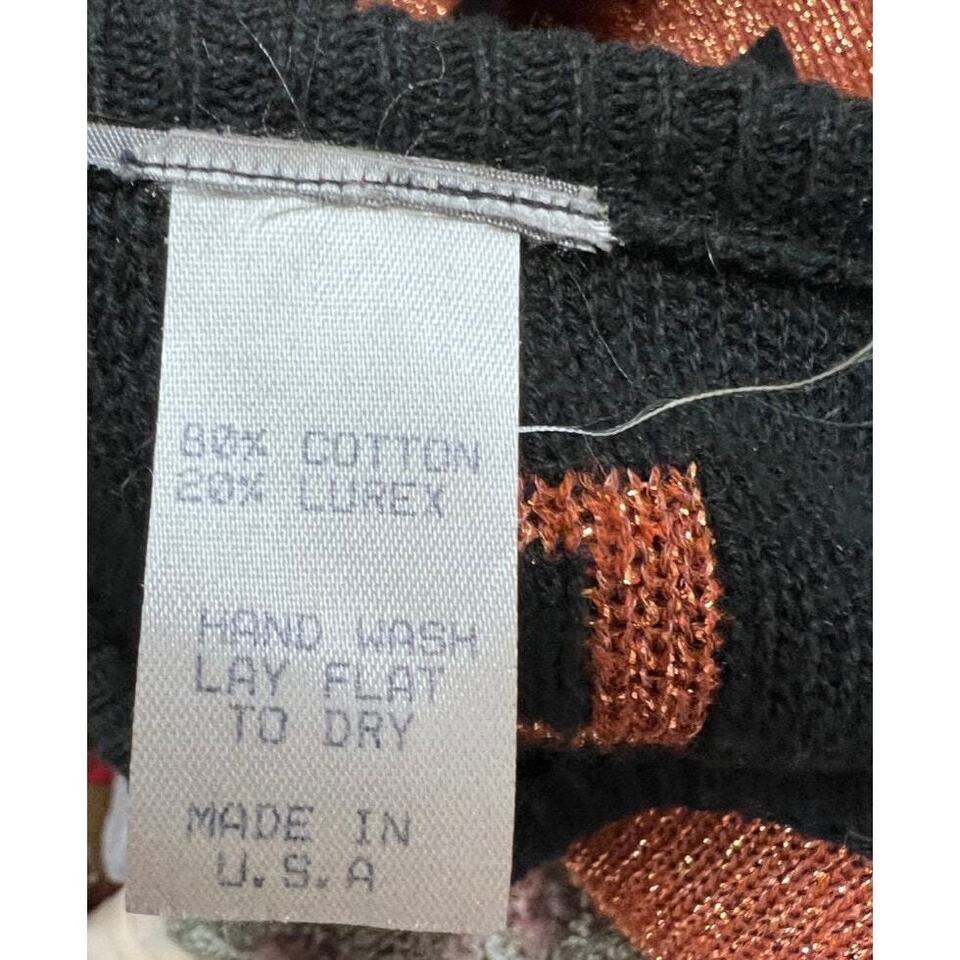 80% COTTON
20% LUREX
HAND WASH
LAY FLAT
TO DRY
MADE IN
U.S.A